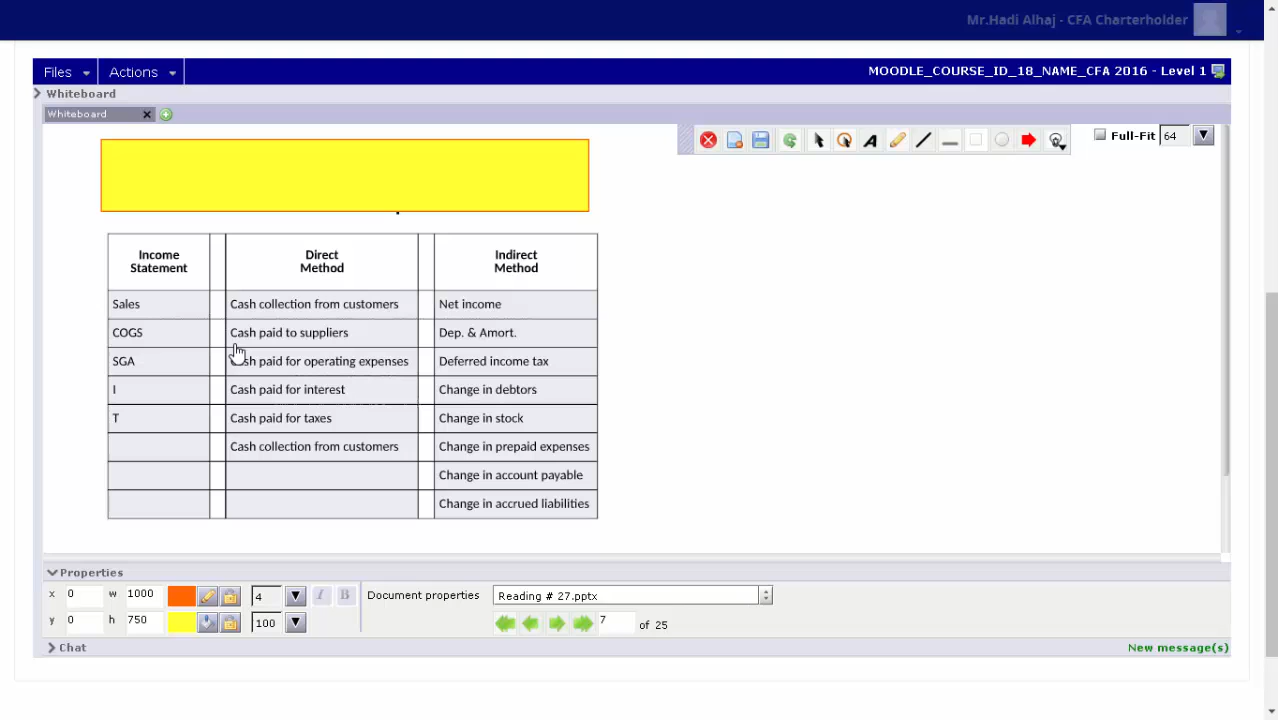 Mr.Hadi Alhaj - CFA Charterholder
Files Actions MOODLE_COURSE_ID_18_NAME_CFA 2016 - Level 1
Whiteboard
Whiteboard
Full-Fit 64
Income Statement Direct Method Indirect Method
Sales Cash collection from customers Net income
COGS Cash paid to suppliers Dep. & Amort.
SGA Cash paid for operating expenses Deferred income tax
I Cash paid for interest Change in debtors
T Cash paid for taxes Change in stock
Cash collection from customers Change in prepaid expenses
Change in account payable
Change in accrued liabilities
Properties
x 0 w 1000 4 I B Document properties Reading # 27.pptx
y 0 h 750 100 7 of 25
Chat New message(s)